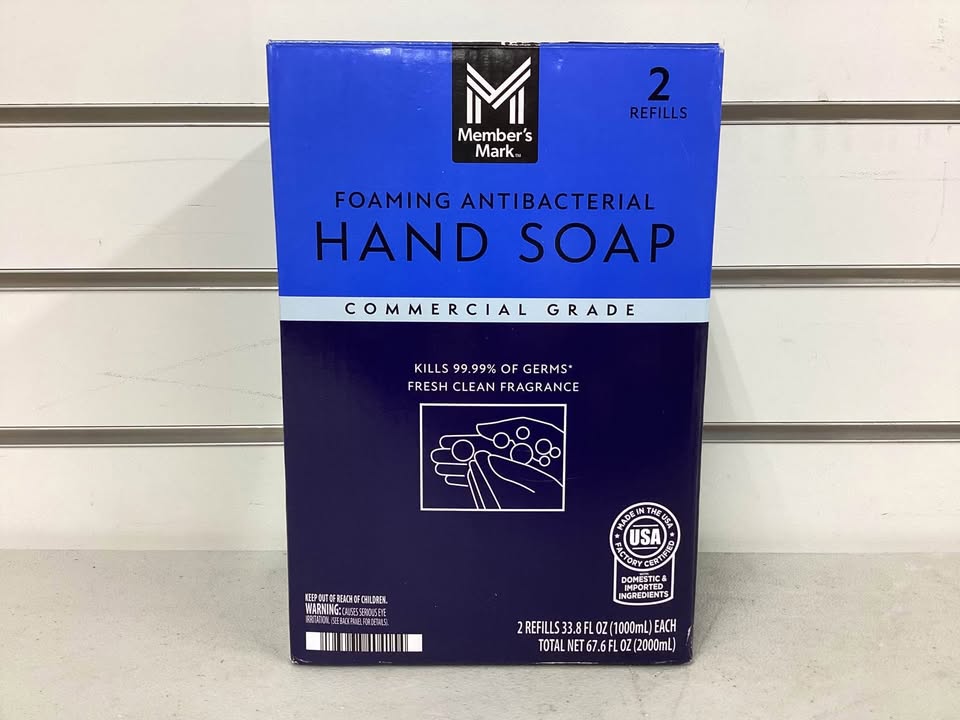 Member's
Mark™
2
REFILLS
FOAMING ANTIBACTERIAL
HAND SOAP
COMMERCIAL GRADE
KILLS 99.99% OF GERMS*
FRESH CLEAN FRAGRANCE
MADE IN THE USA
USA
FACTORY CERTIFIED
DOMESTIC &
IMPORTED
INGREDIENTS
KEEP OUT OF REACH OF CHILDREN.
WARNING: CAUSES SERIOUS EYE
IRRITATION. (SEE BACK PANEL FOR DETAILS).
2 REFILLS 33.8 FL OZ (1000mL) EACH
TOTAL NET 67.6 FL OZ (2000mL)